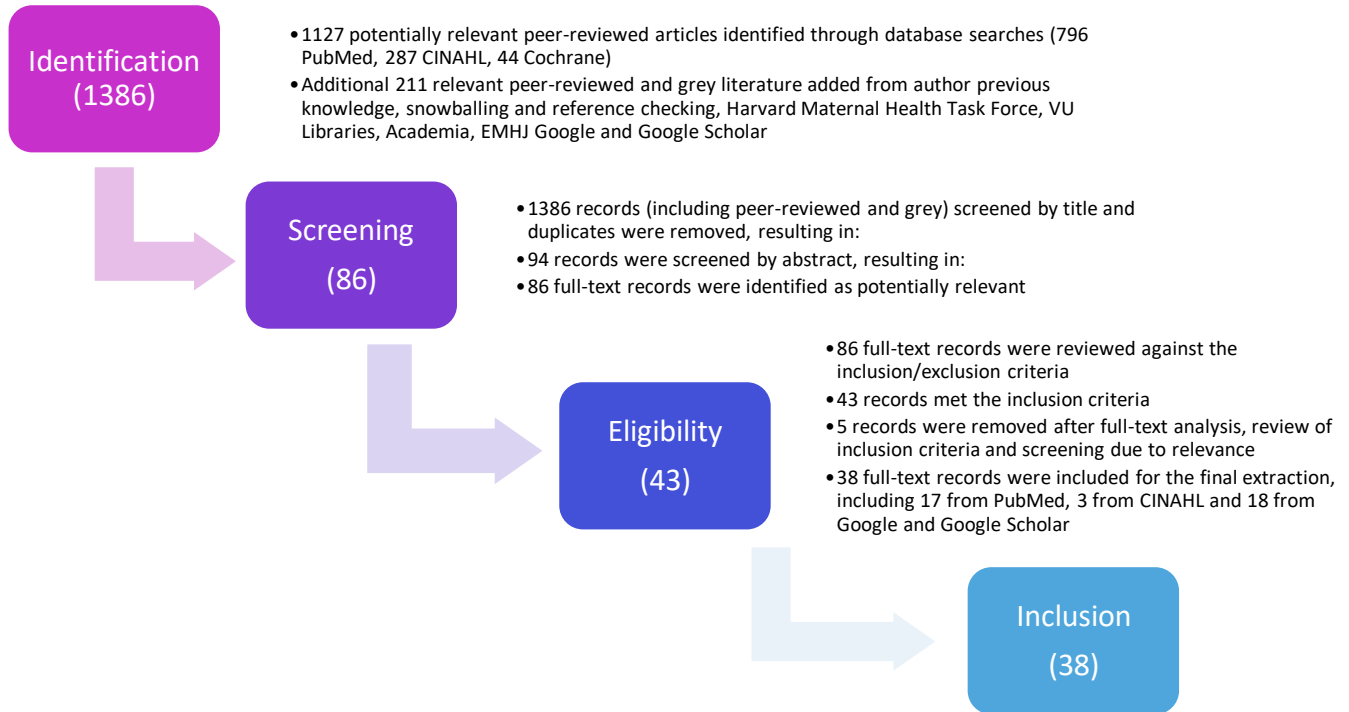 Identification
(1386)
•1127 potentially relevant peer-reviewed articles identified through database searches (796
PubMed, 287 CINAHL, 44 Cochrane)
•Additional 211 relevant peer-reviewed and grey literature added from author previous
knowledge, snowballing and reference checking, Harvard Maternal Health Task Force, VU
Libraries, Academia, EMHJ Google and Google Scholar
Screening
(86)
•1386 records (including peer-reviewed and grey) screened by title and
duplicates were removed, resulting in:
•94 records were screened by abstract, resulting in:
•86 full-text records were identified as potentially relevant
Eligibility
(43)
•86 full-text records were reviewed against the
inclusion/exclusion criteria
•43 records met the inclusion criteria
•5 records were removed after full-text analysis, review of
inclusion criteria and screening due to relevance
•38 full-text records were included for the final extraction,
including 17 from PubMed, 3 from CINAHL and 18 from
Google and Google Scholar
Inclusion
(38)